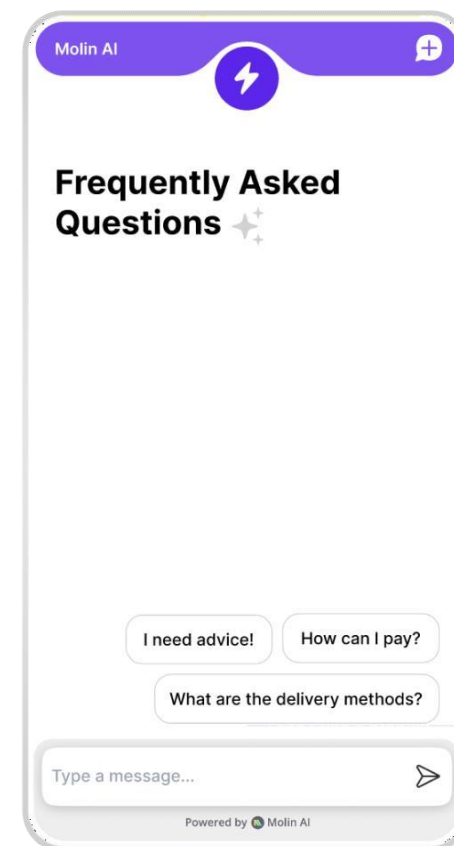 Molin AI
Frequently Asked
Questions
I need advice!
How can I pay?
What are the delivery methods?
Type a message...
Powered by Molin AI